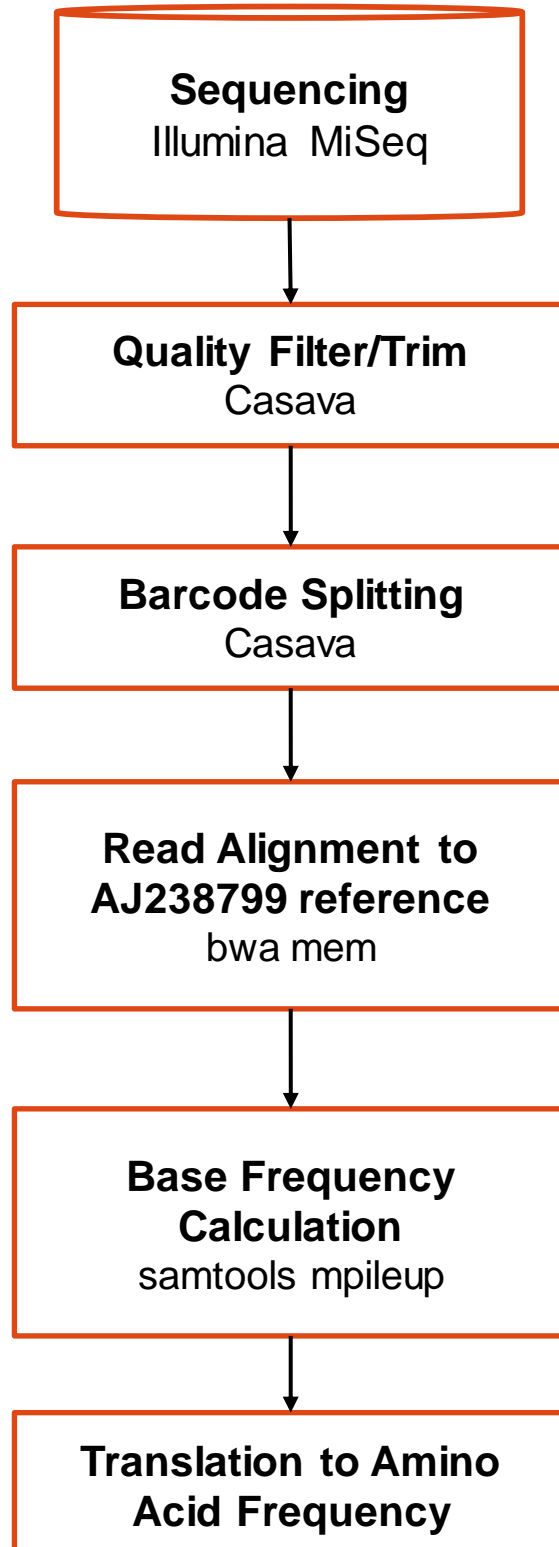 Sequencing
Illumina MiSeq
Quality Filter/Trim
Casava
Barcode Splitting
Casava
Read Alignment to
AJ238799 reference
bwa mem
Base Frequency
Calculation
samtools mpileup
Translation to Amino
Acid Frequency